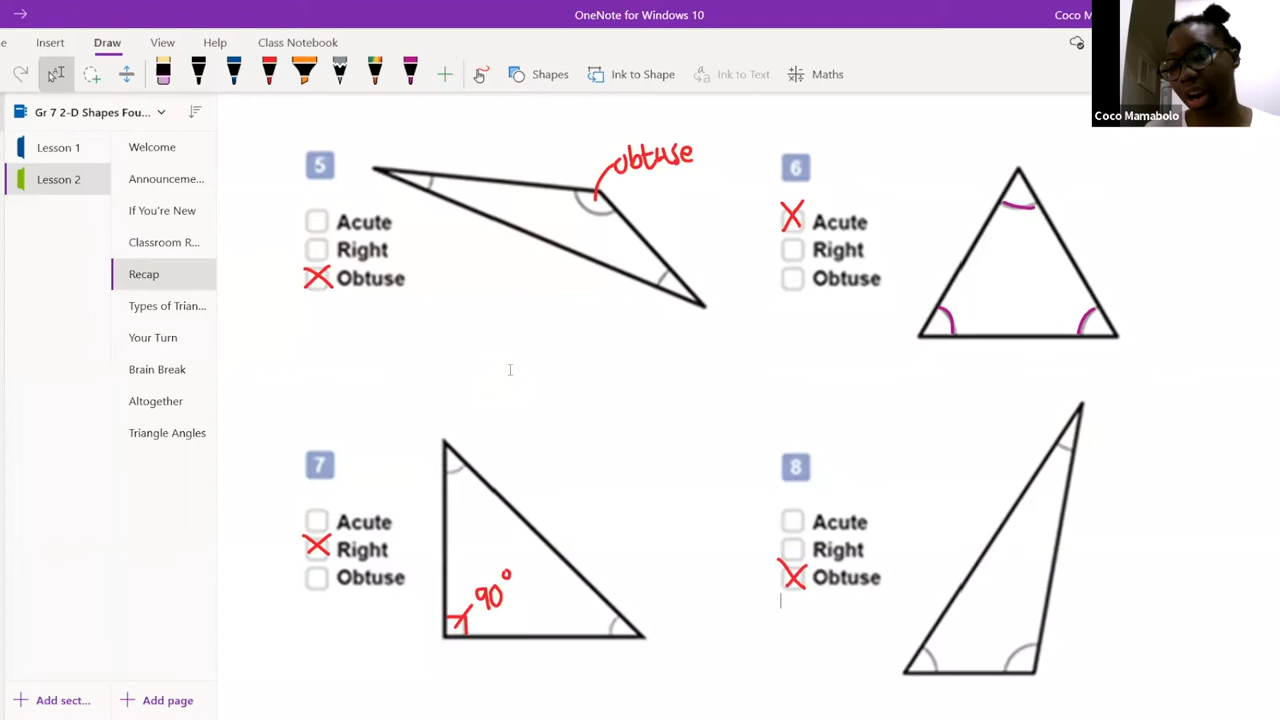 OneNote for Windows 10
Coco M
Insert
Draw
View
Help
Class Notebook
Shapes
Ink to Shape
Ink to Text
Maths
Coco Mamabolo
Gr 7 2-D Shapes Fou...
Lesson 1
Lesson 2
Welcome
Announceme...
If You're New
Classroom R...
Recap
Types of Trian...
Your Turn
Brain Break
Altogether
Triangle Angles
Add sect...
Add page
5
obtuse
Acute
Right
Obtuse
6
Acute
Right
Obtuse
7
Acute
Right
Obtuse
90°
8
Acute
Right
Obtuse